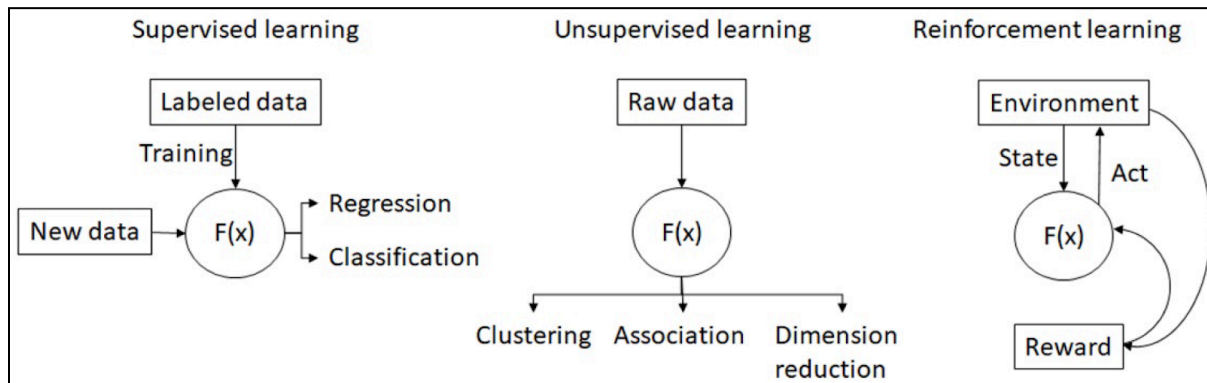 Supervised learning
Labeled data
Training
New data
F(x)
Regression
Classification
Unsupervised learning
Raw data
F(x)
Clustering
Association
Dimension
reduction
Reinforcement learning
Environment
State
Act
F(x)
Reward